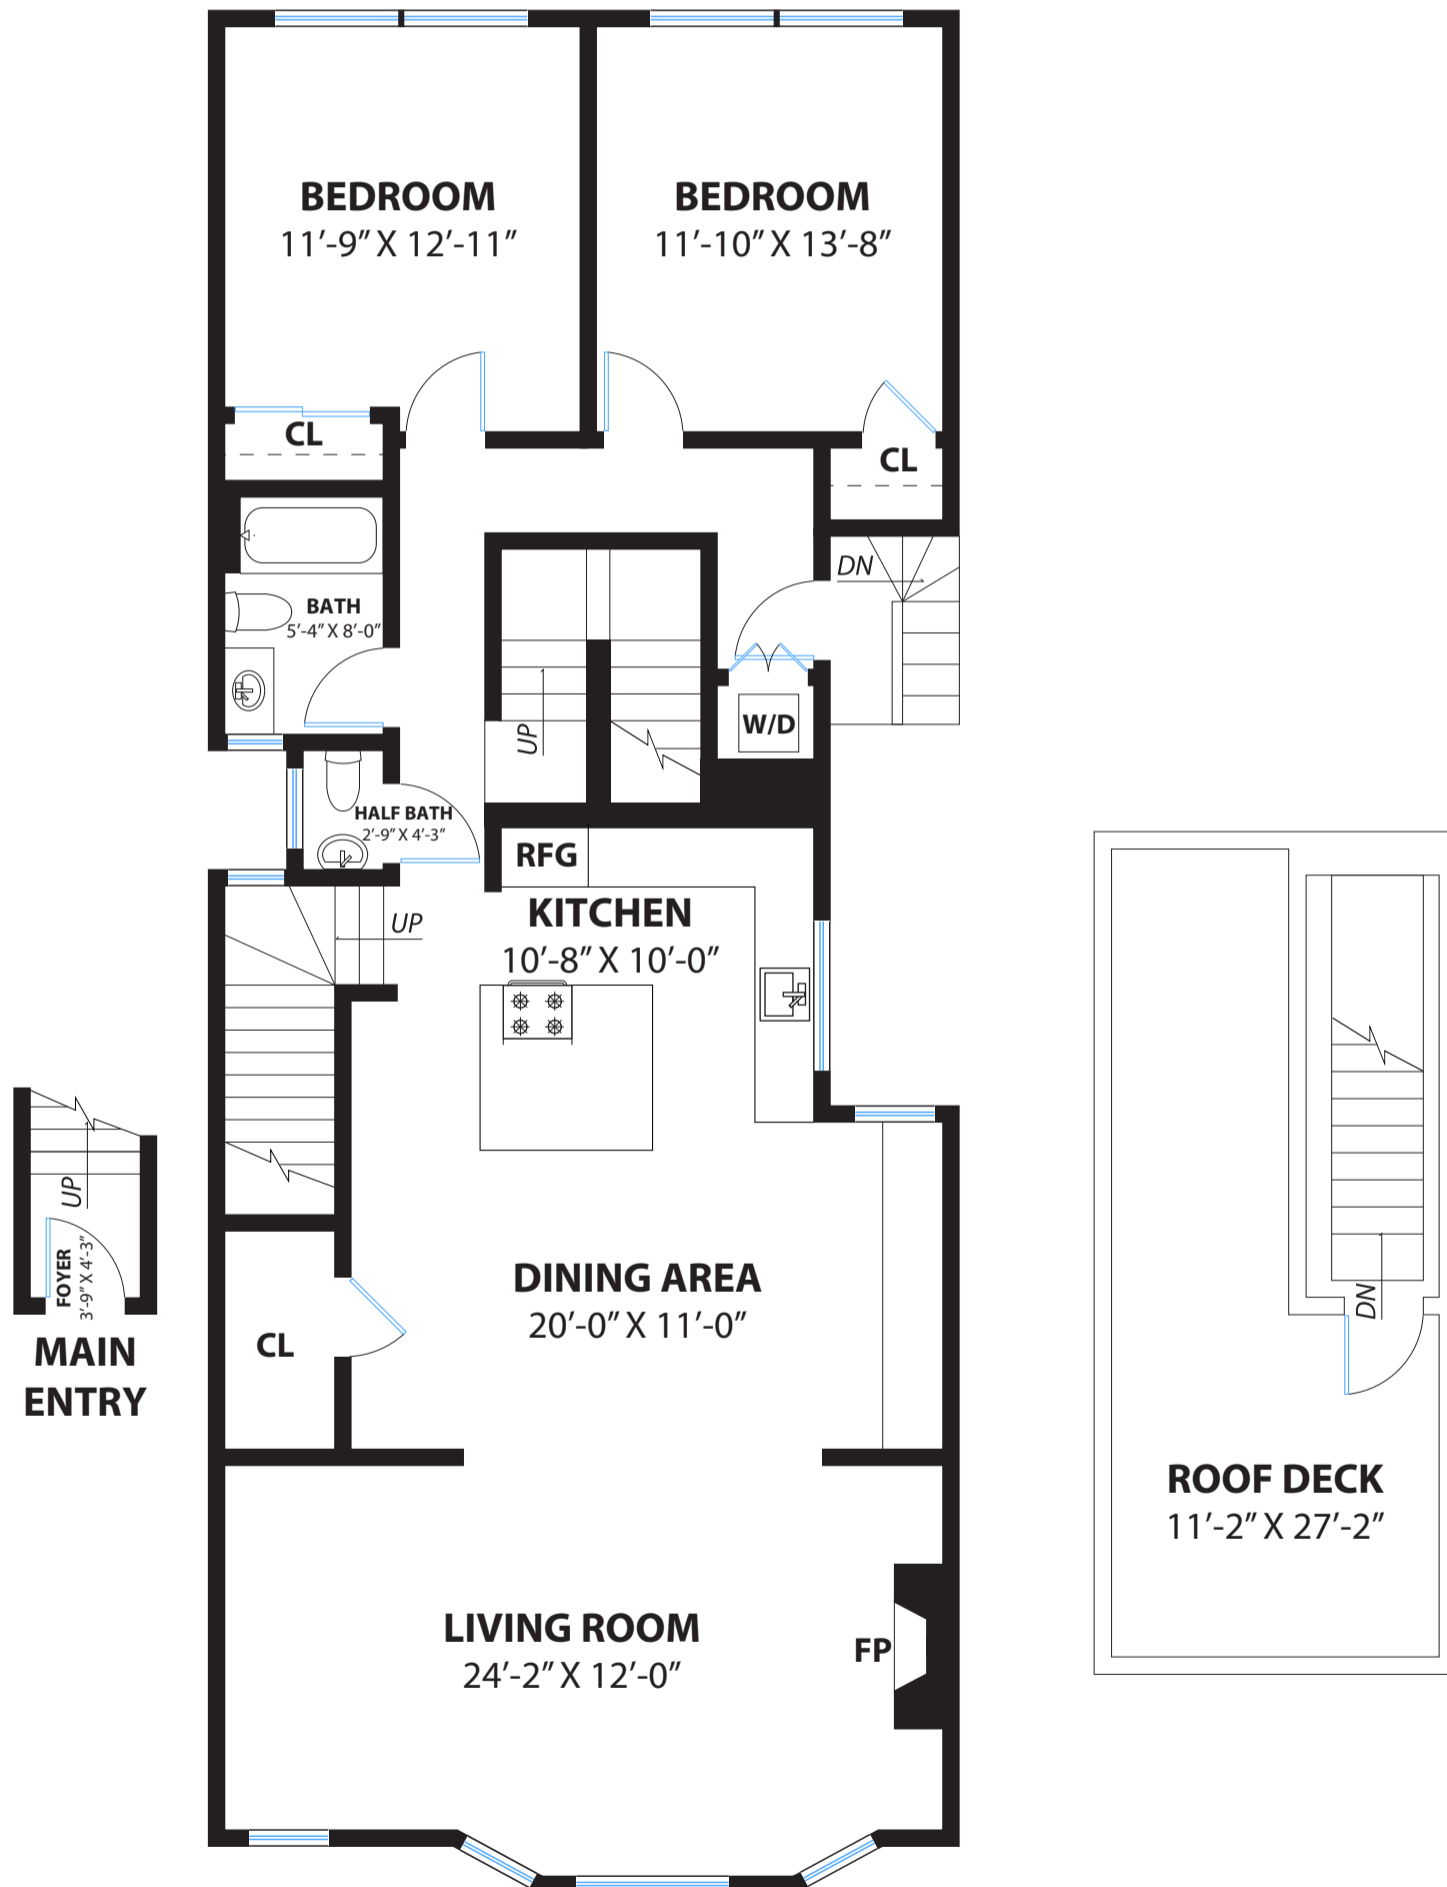 BEDROOM
11′-9″ X 12′-11″
BEDROOM
11′-10″ X 13′-8″
CL
CL
DN
BATH
5′-4″ X 8′-0″
W/D
UP
HALF BATH
2′-9″ X 4′-3″
RFG
KITCHEN
10′-8″ X 10′-0″
UP
UP
FOYER
3′-9″ X 4′-3″
MAIN
ENTRY
DINING AREA
20′-0″ X 11′-0″
CL
DN
ROOF DECK
11′-2″ X 27′-2″
LIVING ROOM
24′-2″ X 12′-0″
FP